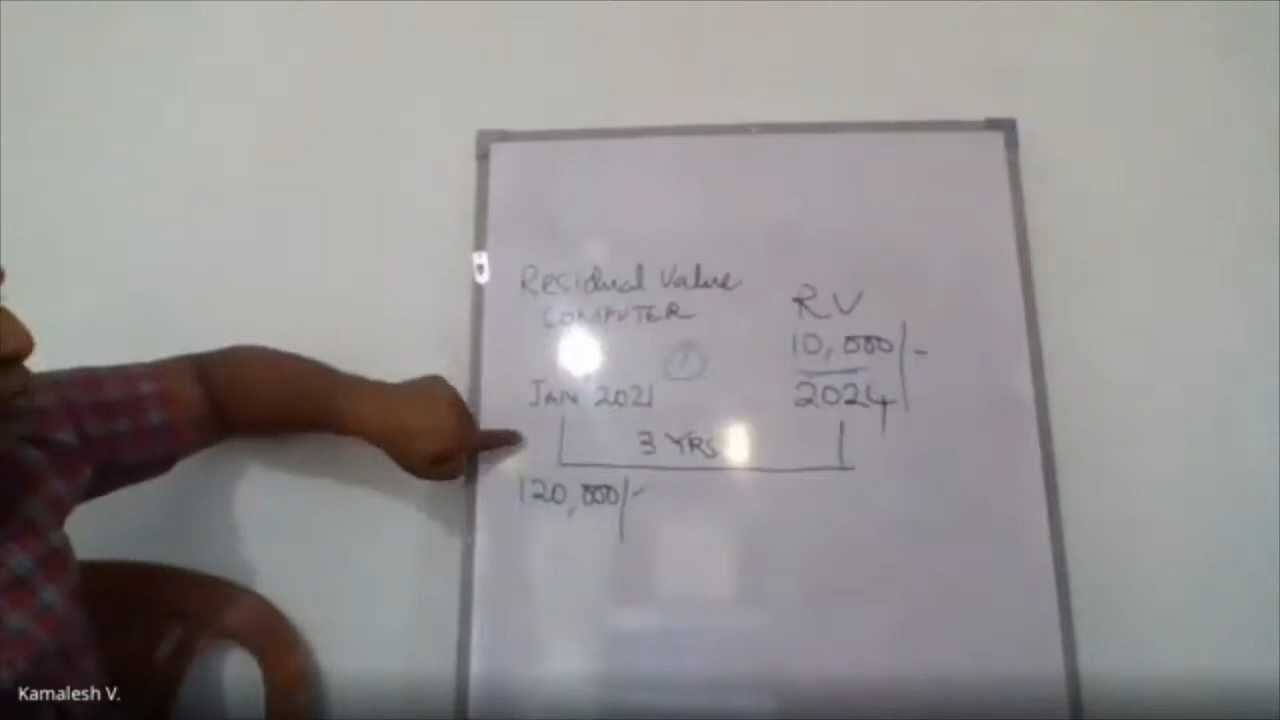 Residual Value
COMPUTER
RV
10,000/-
JAN 2021
2024
3 YRS
120,000/-
Kamalesh V.